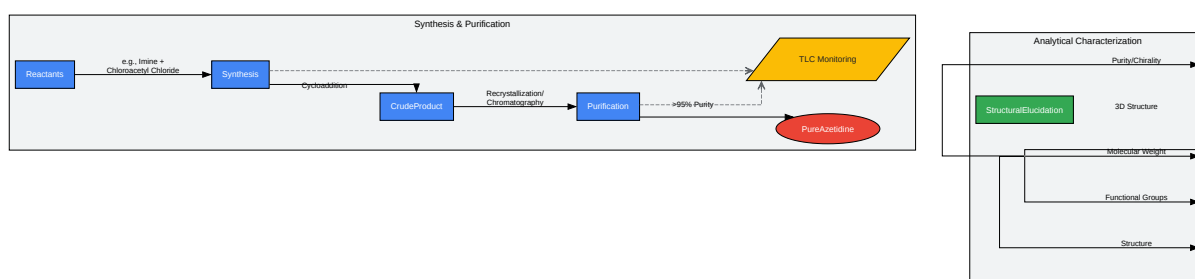 Synthesis & Purification
Reactants
e.g., Imine +
Chloroacetyl Chloride
Synthesis
Cycloaddition
CrudeProduct
Recrystallization/
Chromatography
Purification
>95% Purity
TLC Monitoring
PureAzetidine
Analytical Characterization
Purity/Chirality
StructuralElucidation
3D Structure
Molecular Weight
Functional Groups
Structure